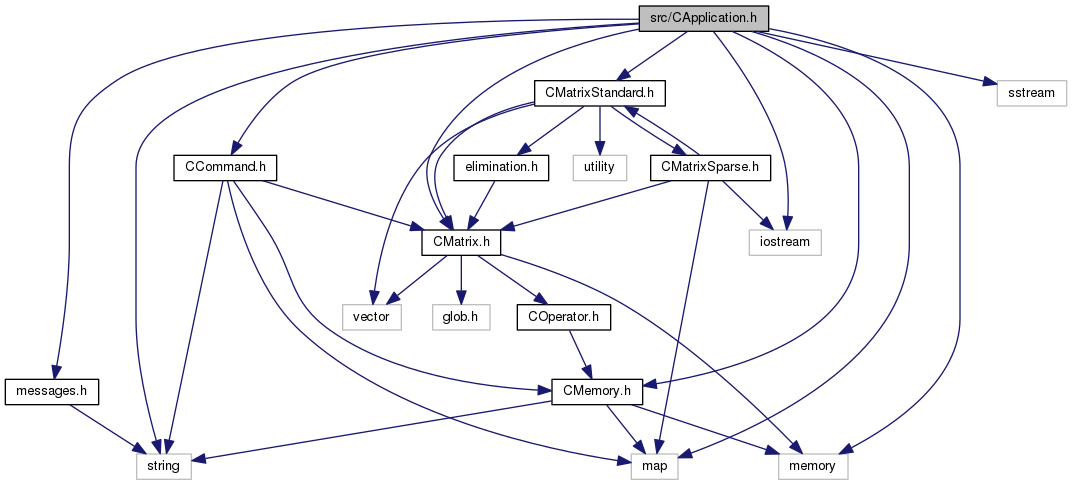 src/CApplication.h
CMatrixStandard.h
sstream
CCommand.h
elimination.h
utility
CMatrixSparse.h
CMatrix.h
iostream
vector
glob.h
COperator.h
messages.h
CMemory.h
string
map
memory